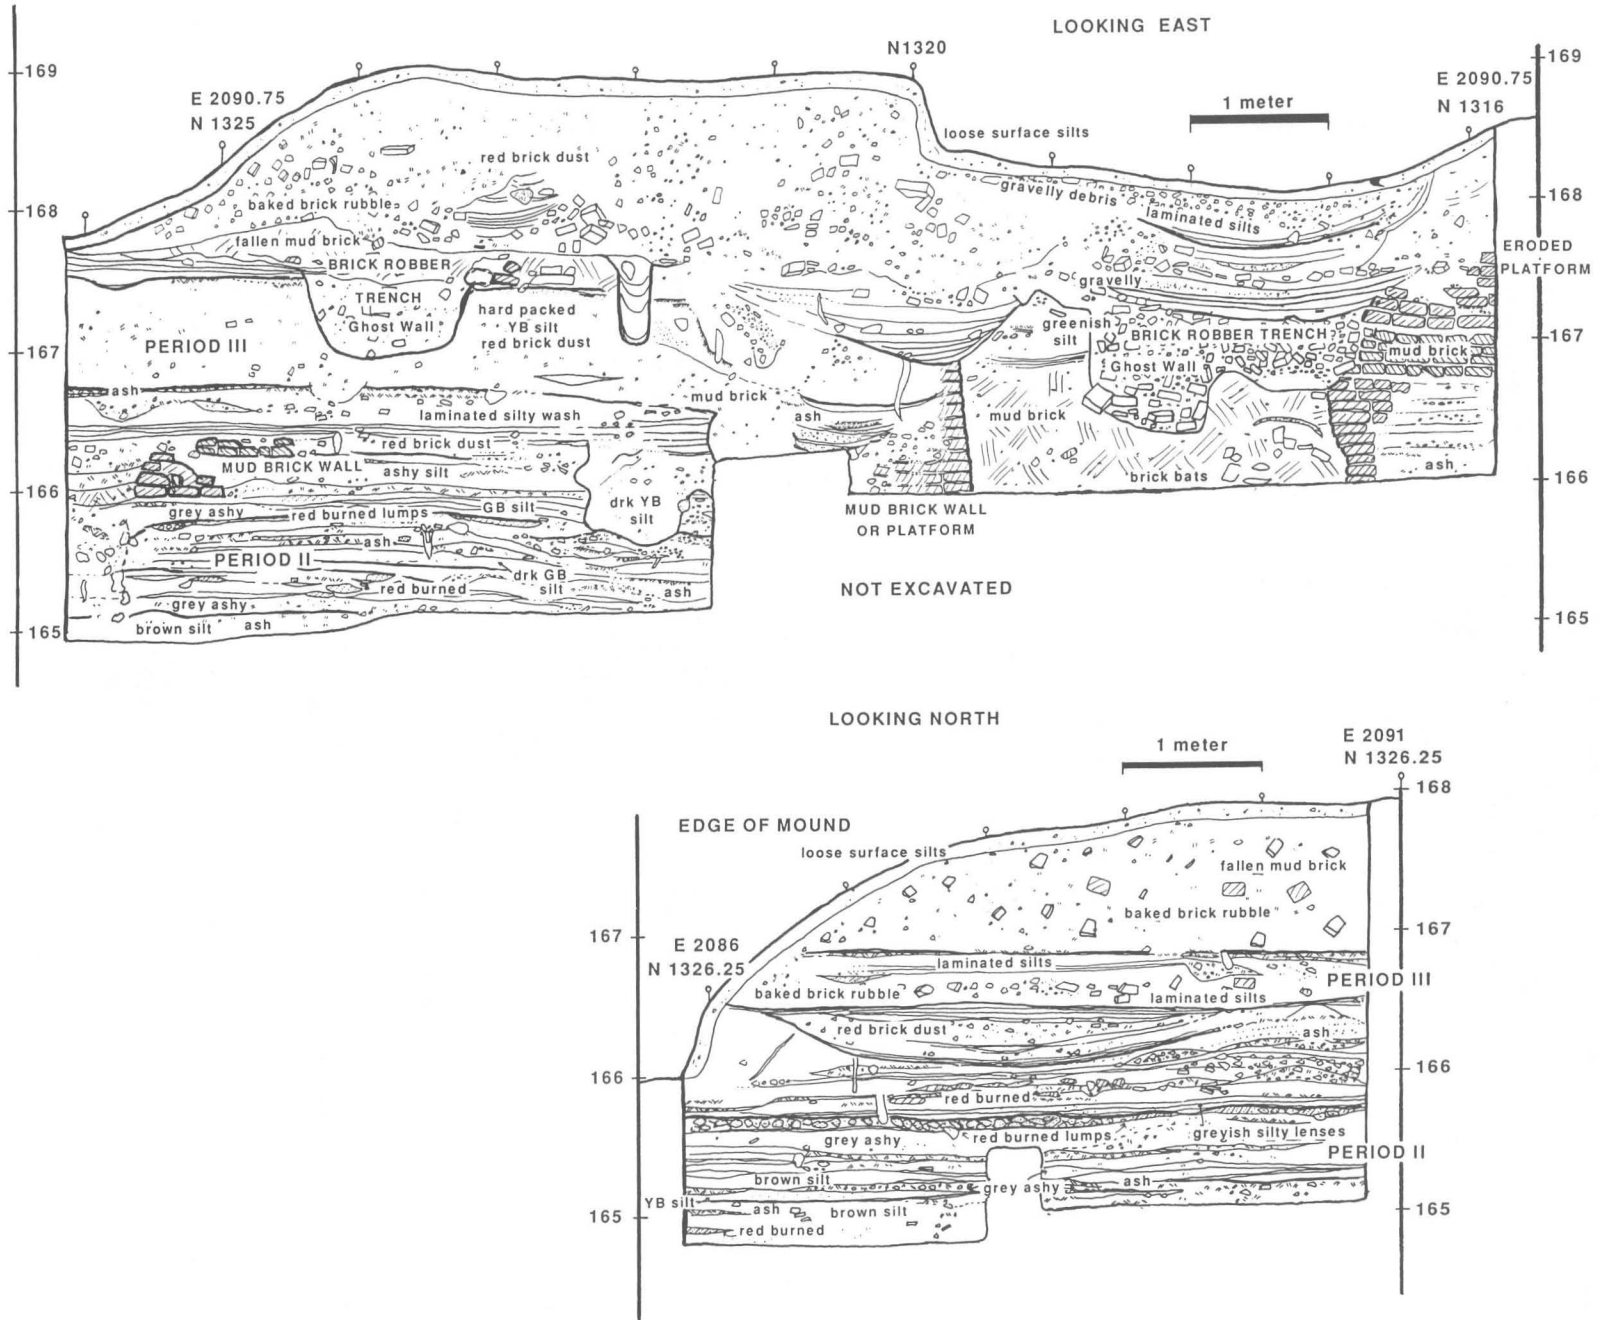 LOOKING EAST
N1320
169
169
E 2090.75
N 1325
E 2090.75
N 1316
1 meter
loose surface silts
red brick dust
gravelly debris
168
baked brick rubble
laminated silts
168
fallen mud brick
ERODED
PLATFORM
BRICK ROBBER
TRENCH
Ghost Wall
hard packed
YB silt
red brick dust
gravelly
greenish
silt
BRICK ROBBER TRENCH
Ghost Wall
mud brick
167
PERIOD III
167
ash
mud brick
laminated silty wash
ash
mud brick
red brick dust
MUD BRICK WALL
ashy silt
brick bats
ash
166
166
grey ashy
red burned lumps
GB silt
drk YB
silt
MUD BRICK WALL
OR PLATFORM
ash
PERIOD II
drk GB
silt
red burned
ash
NOT EXCAVATED
grey ashy
brown silt
ash
165
165
LOOKING NORTH
1 meter
E 2091
N 1326.25
168
EDGE OF MOUND
loose surface silts
fallen mud brick
baked brick rubble
167
167
E 2086
N 1326.25
laminated silts
PERIOD III
baked brick rubble
laminated silts
red brick dust
ash
166
166
red burned
grey ashy
red burned lumps
greyish silty lenses
PERIOD II
brown silt
grey ashy
ash
YB silt
ash
brown silt
165
165
red burned